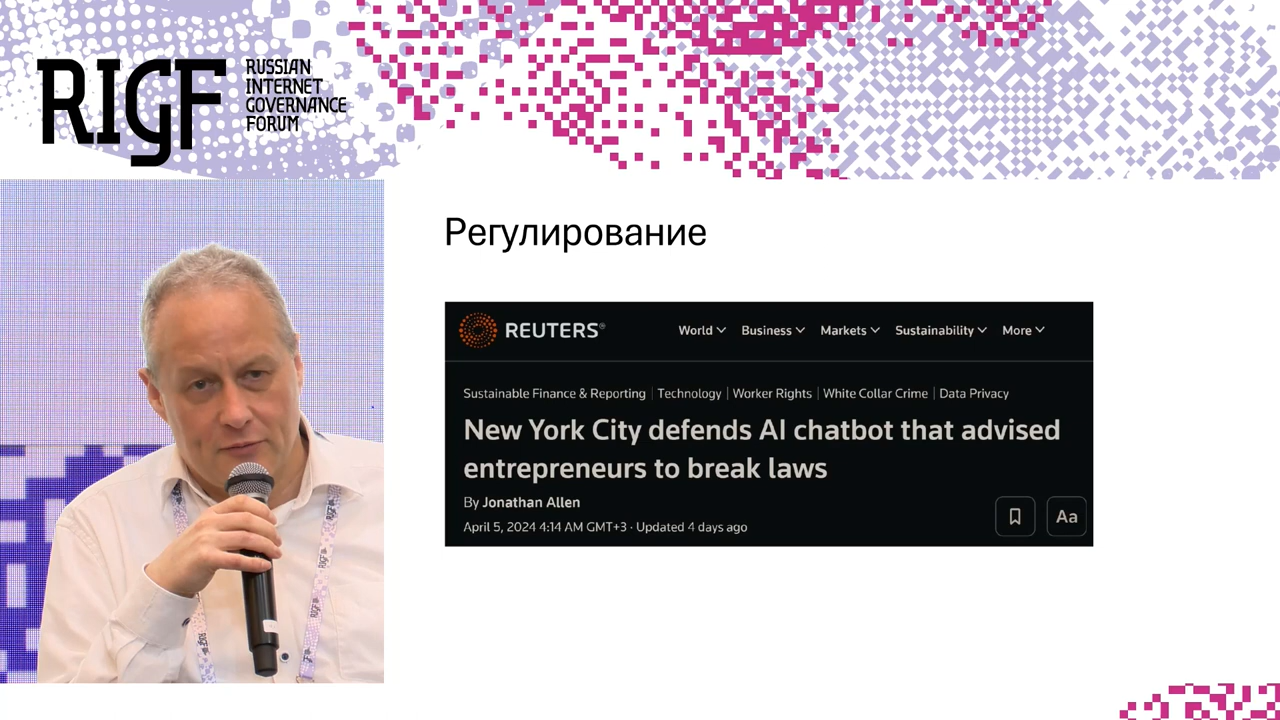 RIGF
RUSSIAN
INTERNET
GOVERNANCE
FORUM
Регулирование
REUTERS®
World Business Markets Sustainability More
Sustainable Finance & Reporting | Technology | Worker Rights | White Collar Crime | Data Privacy
New York City defends AI chatbot that advised
entrepreneurs to break laws
By Jonathan Allen
April 5, 2024 4:14 AM GMT+3 · Updated 4 days ago
Aa
RIGF